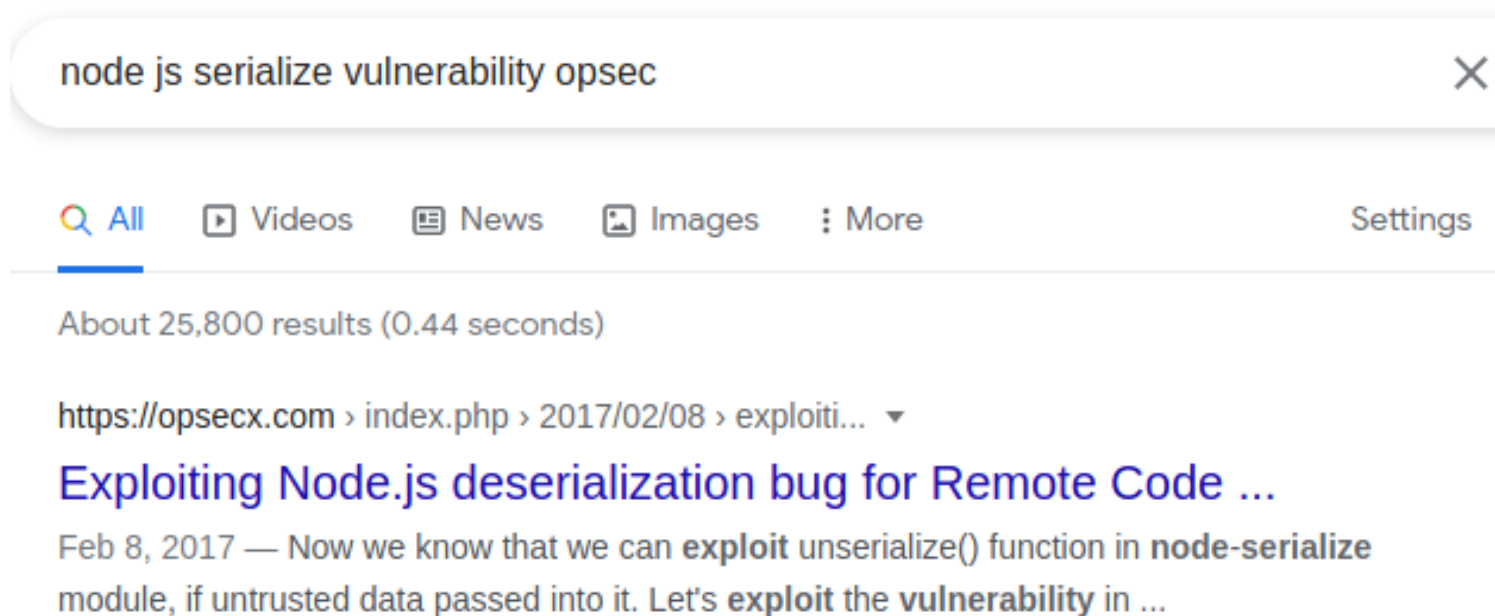 node js serialize vulnerability opsec
All Videos News Images More Settings
About 25,800 results (0.44 seconds)
https://opsecx.com › index.php › 2017/02/08 › exploiti...
Exploiting Node.js deserialization bug for Remote Code ...
Feb 8, 2017 — Now we know that we can exploit unserialize() function in node-serialize
module, if untrusted data passed into it. Let's exploit the vulnerability in ...